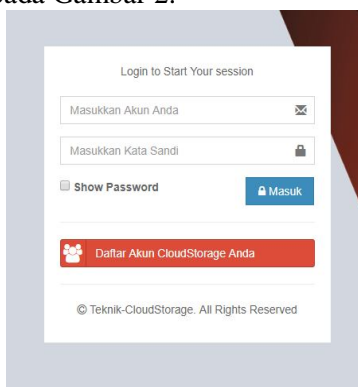 pada Gambar 2.
Login to Start Your session
Masukkan Akun Anda
Masukkan Kata Sandi
Show Password
Masuk
Daftar Akun CloudStorage Anda
© Teknik-CloudStorage. All Rights Reserved